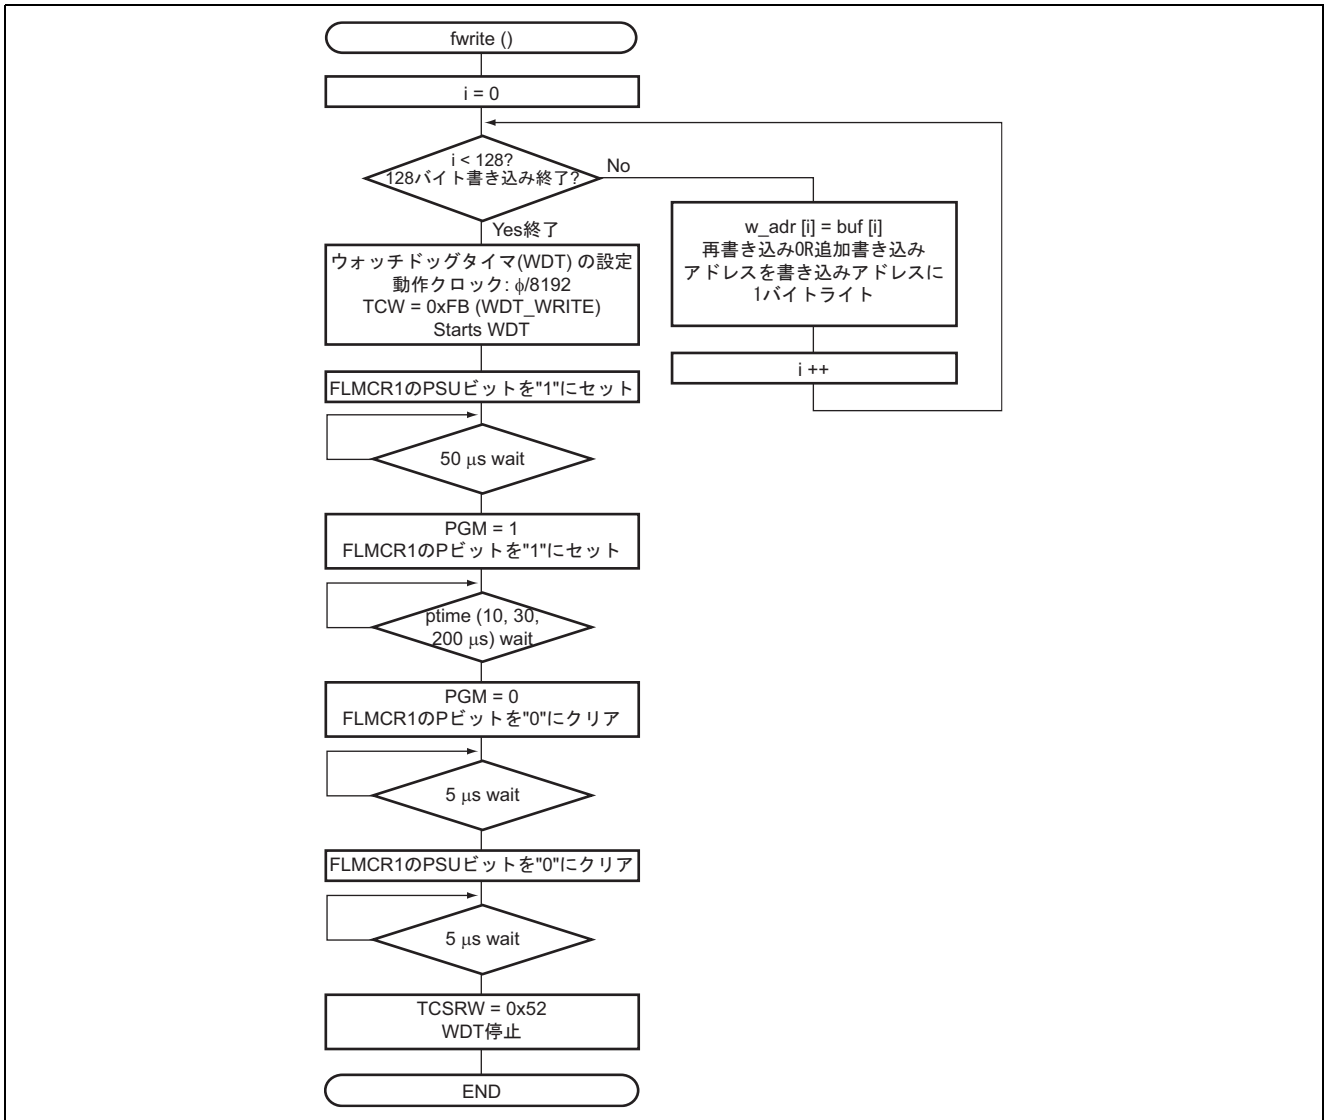 fwrite ()
i = 0
i < 128?
128バイト書き込み終了?
No
Yes終了
w_adr [i] = buf [i]
再書き込みOR追加書き込み
アドレスを書き込みアドレスに
1バイトライト
i ++
ウォッチドッグタイマ(WDT) の設定
動作クロック: ϕ/8192
TCW = 0xFB (WDT_WRITE)
Starts WDT
FLMCR1のPSUビットを"1"にセット
50 μs wait
PGM = 1
FLMCR1のPビットを"1"にセット
ptime (10, 30,
200 μs) wait
PGM = 0
FLMCR1のPビットを"0"にクリア
5 μs wait
FLMCR1のPSUビットを"0"にクリア
5 μs wait
TCSRW = 0x52
WDT停止
END